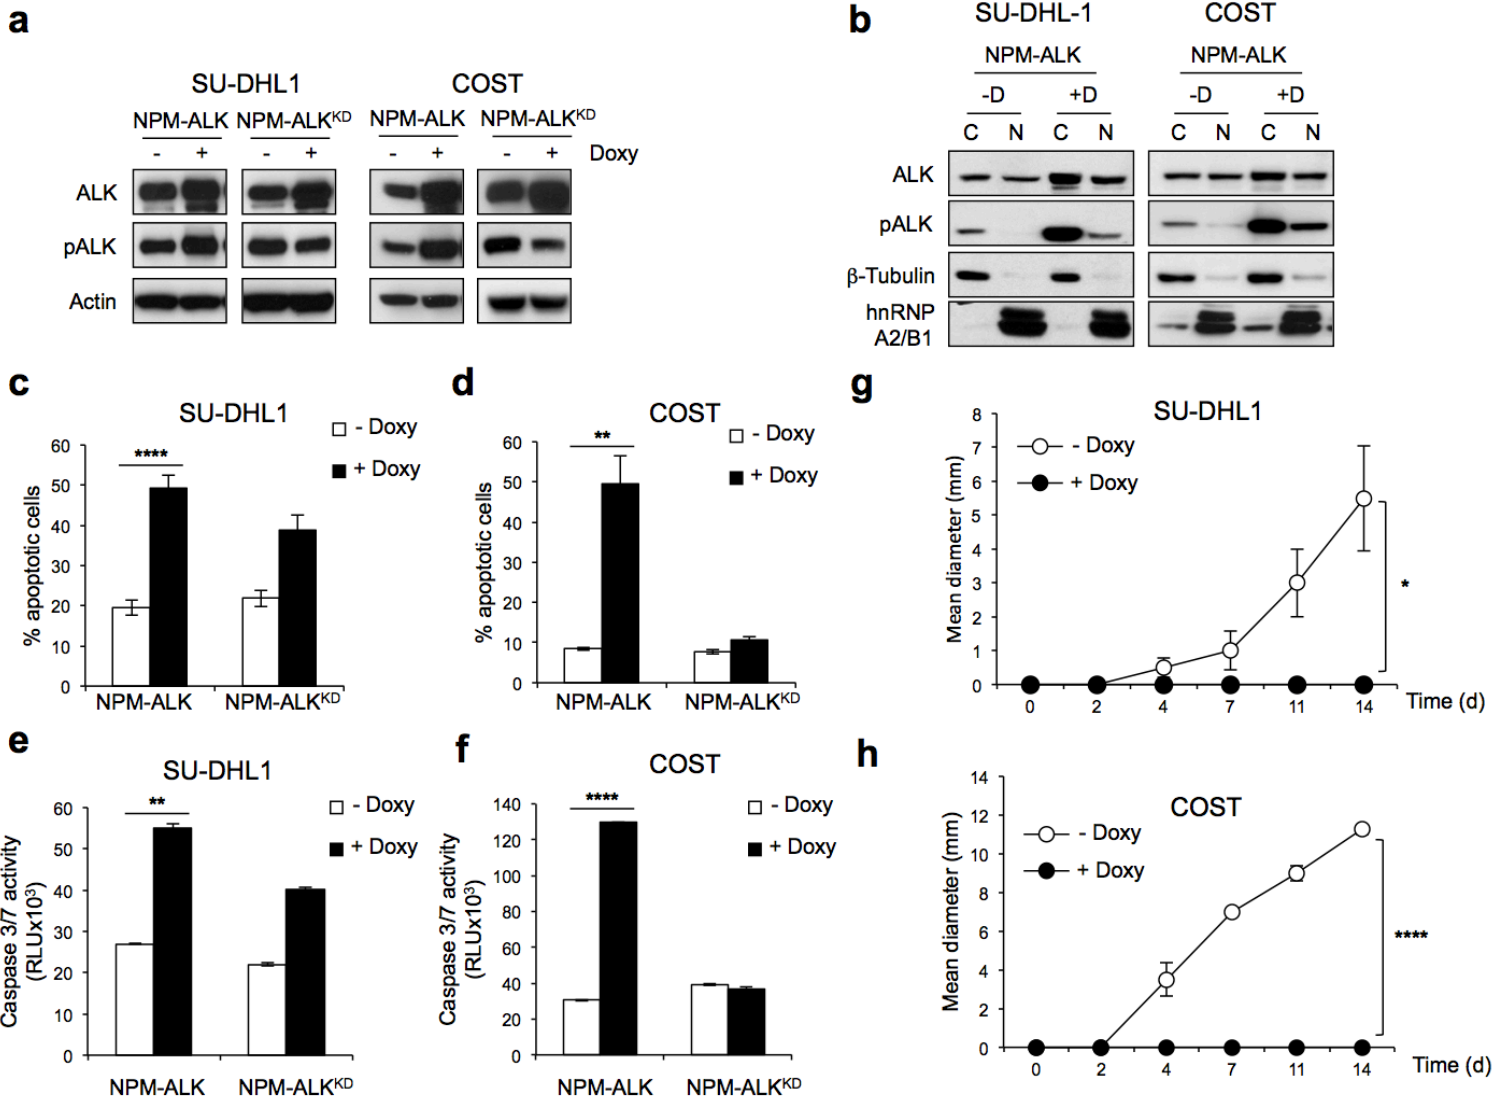 a
SU-DHL1 COST
NPM-ALK NPM-ALKᴷᴰ NPM-ALK NPM-ALKᴷᴰ
- + - + - + - + Doxy
ALK
pALK
Actin
b
SU-DHL-1 COST
NPM-ALK NPM-ALK
-D +D -D +D
C N C N C N C N
ALK
pALK
β-Tubulin
hnRNP
A2/B1
c
SU-DHL1
- Doxy
+ Doxy
% apoptotic cells
60
50
40
30
20
10
0
****
NPM-ALK NPM-ALKᴷᴰ
d
COST
- Doxy
+ Doxy
% apoptotic cells
60
50
40
30
20
10
0
**
NPM-ALK NPM-ALKᴷᴰ
e
SU-DHL1
- Doxy
+ Doxy
Caspase 3/7 activity
(RLUx10³)
60
50
40
30
20
10
0
**
NPM-ALK NPM-ALKᴷᴰ
f
COST
- Doxy
+ Doxy
Caspase 3/7 activity
(RLUx10³)
140
120
100
80
60
40
20
0
****
NPM-ALK NPM-ALKᴷᴰ
g
SU-DHL1
- Doxy
+ Doxy
Mean diameter (mm)
8
7
6
5
4
3
2
1
0
*
0 2 4 7 11 14 Time (d)
h
COST
- Doxy
+ Doxy
Mean diameter (mm)
14
12
10
8
6
4
2
0
****
0 2 4 7 11 14 Time (d)